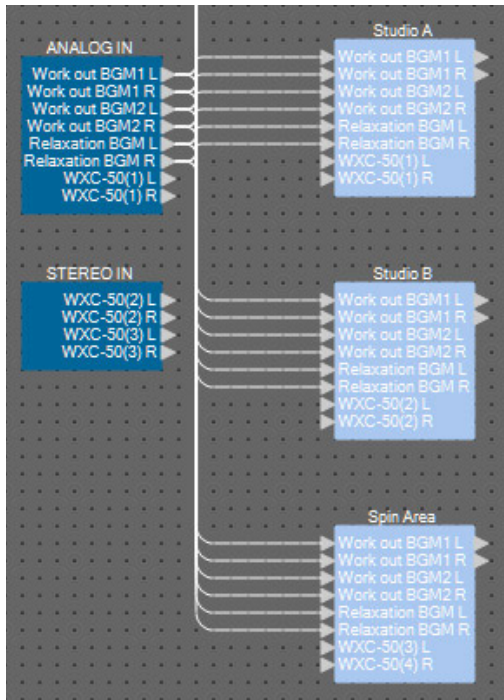 ANALOG IN
Work out BGM1 L
Work out BGM1 R
Work out BGM2 L
Work out BGM2 R
Relaxation BGM L
Relaxation BGM R
WXC-50(1) L
WXC-50(1) R
STEREO IN
WXC-50(2) L
WXC-50(2) R
WXC-50(3) L
WXC-50(3) R
Studio A
Work out BGM1 L
Work out BGM1 R
Work out BGM2 L
Work out BGM2 R
Relaxation BGM L
Relaxation BGM R
WXC-50(1) L
WXC-50(1) R
Studio B
Work out BGM1 L
Work out BGM1 R
Work out BGM2 L
Work out BGM2 R
Relaxation BGM L
Relaxation BGM R
WXC-50(2) L
WXC-50(2) R
Spin Area
Work out BGM1 L
Work out BGM1 R
Work out BGM2 L
Work out BGM2 R
Relaxation BGM L
Relaxation BGM R
WXC-50(3) L
WXC-50(4) R